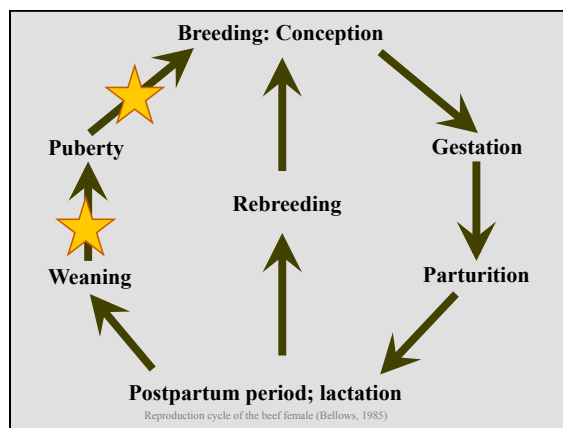 Breeding: Conception
Puberty
Gestation
Rebreeding
Weaning
Parturition
Postpartum period; lactation
Reproduction cycle of the beef female (Bellows, 1985)